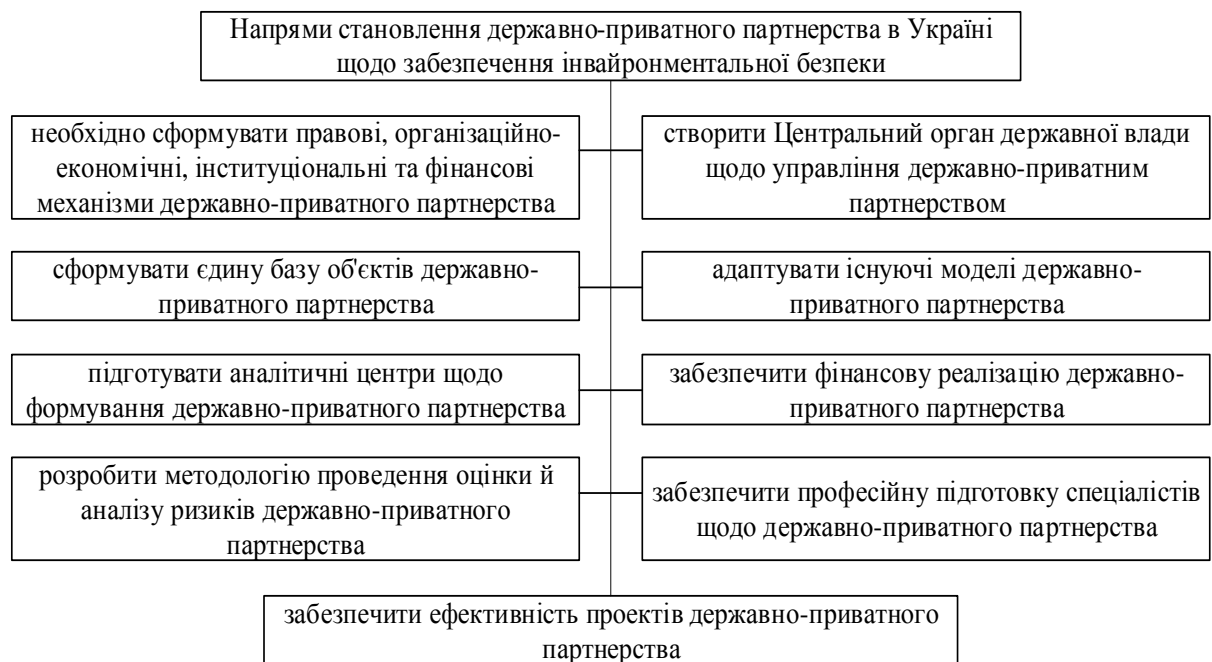 Напрями становлення державно-приватного партнерства в Україні
щодо забезпечення інвайронментальної безпеки
необхідно сформувати правові, організаційно-
економічні, інституціональні та фінансові
механізми державно-приватного партнерства
створити Центральний орган державної влади
щодо управління державно-приватним
партнерством
сформувати єдину базу об'єктів державно-
приватного партнерства
адаптувати існуючі моделі державно-
приватного партнерства
підготувати аналітичні центри щодо
формування державно-приватного партнерства
забезпечити фінансову реалізацію державно-
приватного партнерства
розробити методологію проведення оцінки й
аналізу ризиків державно-приватного
партнерства
забезпечити професійну підготовку спеціалістів
щодо державно-приватного партнерства
забезпечити ефективність проектів державно-приватного
партнерства